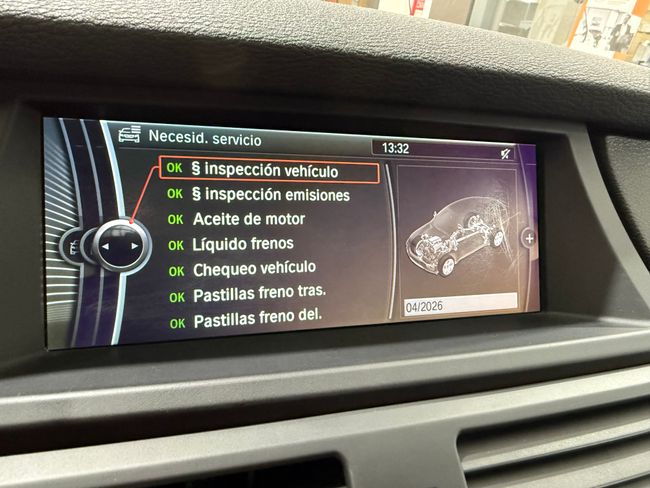 Necesid. servicio
13:32
OK § inspección vehículo
OK § inspección emisiones
OK Aceite de motor
OK Líquido frenos
OK Chequeo vehículo
OK Pastillas freno tras.
OK Pastillas freno del.
04/2026